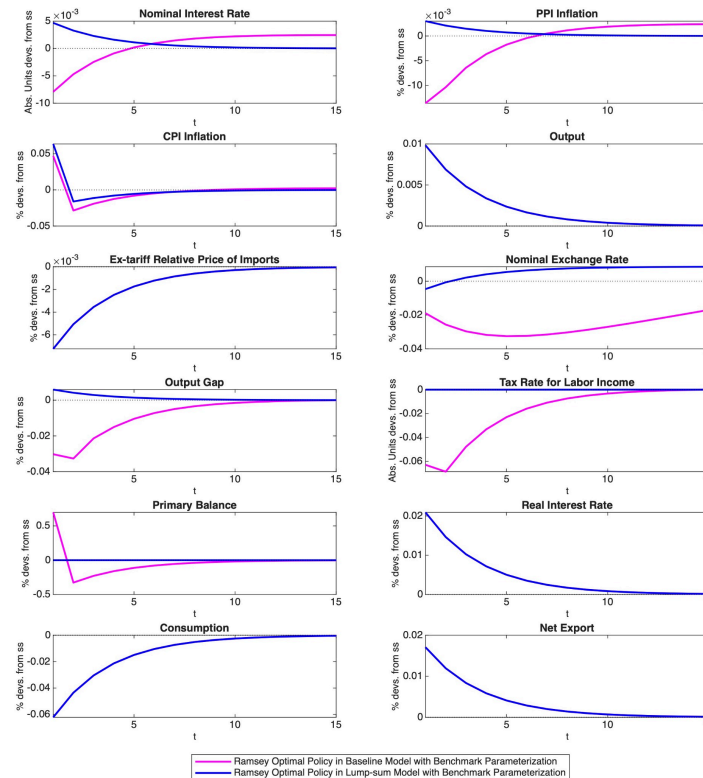 Nominal Interest Rate
×10-3
Abs. Units devs. from ss
5
0
-5
-10
5
10
15
t
PPI Inflation
×10-3
% devs. from ss
0
-5
-10
5
10
t
CPI Inflation
% devs. from ss
0.05
0
-0.05
5
10
15
t
Output
% devs. from ss
0.01
0.005
0
5
10
t
Ex-tariff Relative Price of Imports
×10-3
% devs. from ss
-2
-4
-6
5
10
15
t
Nominal Exchange Rate
% devs. from ss
0
-0.02
-0.04
5
10
t
Output Gap
% devs. from ss
0
-0.02
-0.04
5
10
15
t
Tax Rate for Labor Income
Abs. Units devs. from ss
0
-0.02
-0.04
-0.06
5
10
t
Primary Balance
% devs. from ss
0.5
0
-0.5
5
10
15
t
Real Interest Rate
% devs. from ss
0.02
0.01
0
5
10
t
Consumption
% devs. from ss
0
-0.02
-0.04
-0.06
5
10
15
t
Net Export
% devs. from ss
0.02
0.01
0
5
10
t
Ramsey Optimal Policy in Baseline Model with Benchmark Parameterization
Ramsey Optimal Policy in Lump-sum Model with Benchmark Parameterization